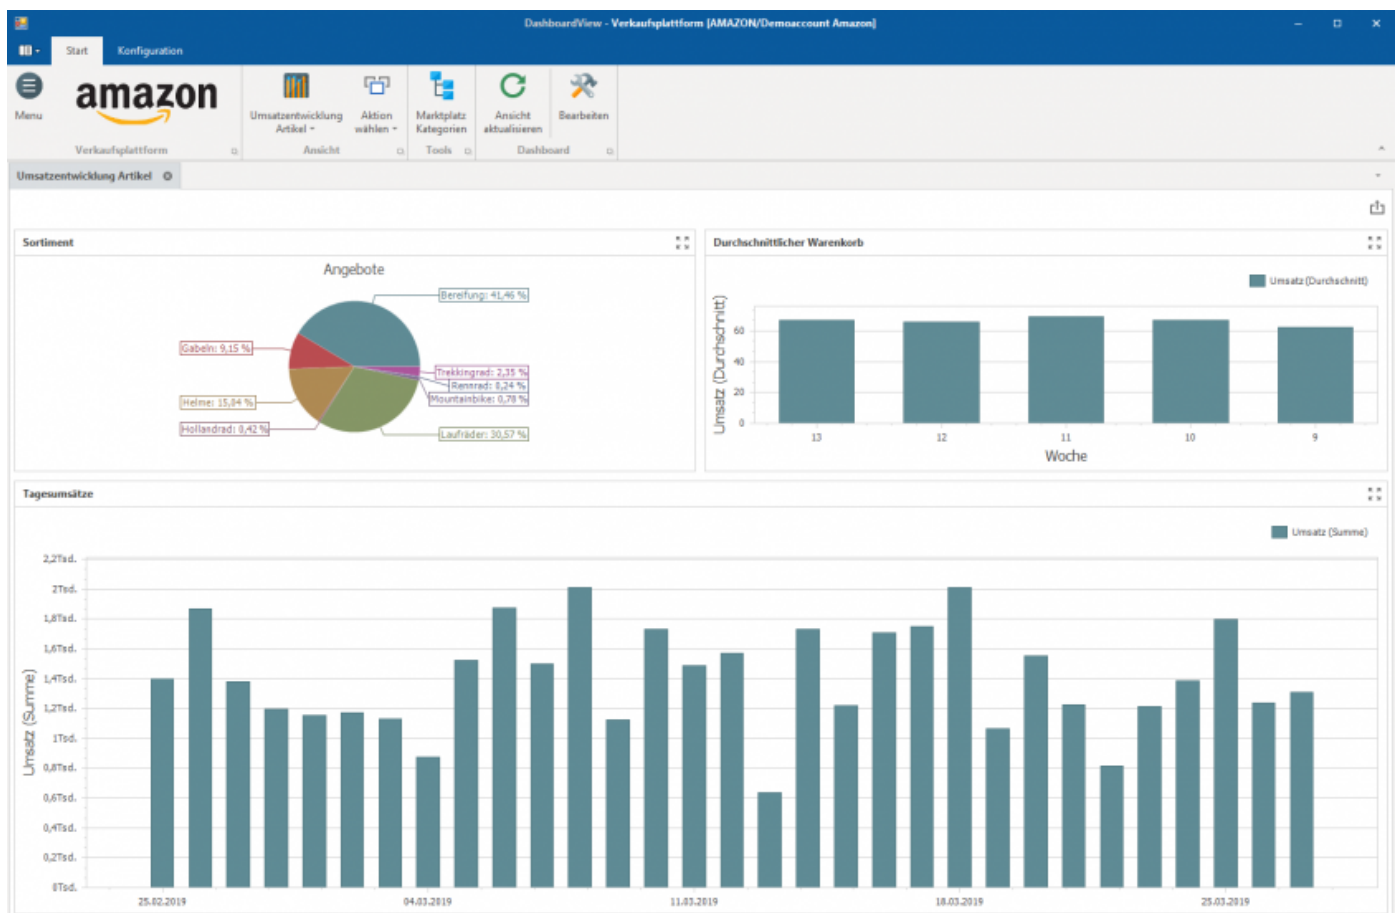 DashboardView - Verkaufsplattform [AMAZON/Demoaccount Amazon]
Start Konfiguration
amazon
Menu
Umsatzentwicklung Artikel
Aktion wählen
Marktplatz Kategorien
Ansicht aktualisieren
Bearbeiten
Verkaufsplattform Ansicht Tools Dashboard
Umsatzentwicklung Artikel
Sortiment
Angebote
Bereifung: 41,46 %
Gabeln: 9,15 %
Trekkingrad: 2,35 %
Rennrad: 0,24 %
Mountainbike: 0,78 %
Helme: 15,04 %
Hollandrad: 0,42 %
Laufräder: 30,57 %
Durchschnittlicher Warenkorb
Umsatz (Durchschnitt)
Umsatz (Durchschnitt)
60
40
20
0
13 12 11 10 9
Woche
Tagesumsätze
Umsatz (Summe)
Umsatz (Summe)
2,2Tsd.
2Tsd.
1,8Tsd.
1,6Tsd.
1,4Tsd.
1,2Tsd.
1Tsd.
0,8Tsd.
0,6Tsd.
0,4Tsd.
0,2Tsd.
0Tsd.
25.02.2019 04.03.2019 11.03.2019 18.03.2019 25.03.2019